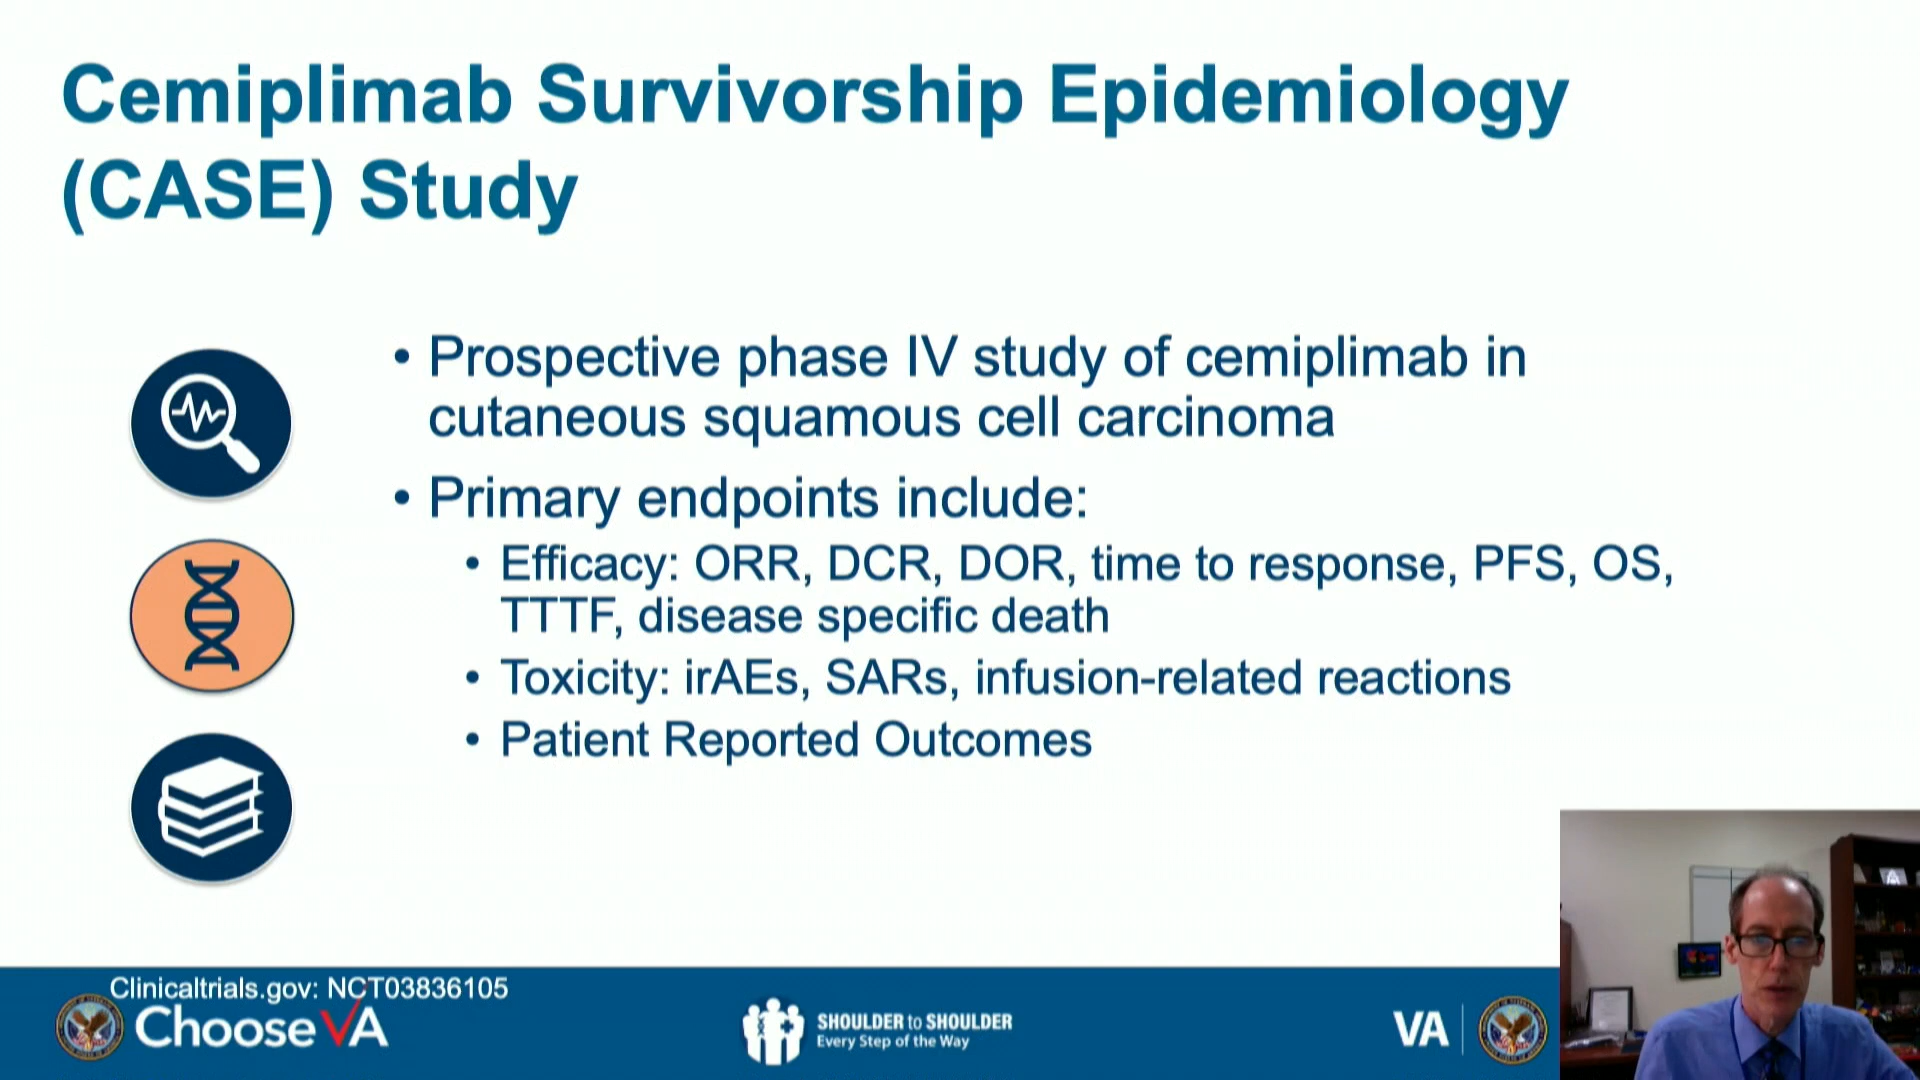 Cemiplimab Survivorship Epidemiology
(CASE) Study
• Prospective phase IV study of cemiplimab in
cutaneous squamous cell carcinoma
• Primary endpoints include:
• Efficacy: ORR, DCR, DOR, time to response, PFS, OS,
TTTF, disease specific death
• Toxicity: irAEs, SARs, infusion-related reactions
• Patient Reported Outcomes
Clinicaltrials.gov: NCT03836105
Choose VA
SHOULDER to SHOULDER
Every Step of the Way
VA